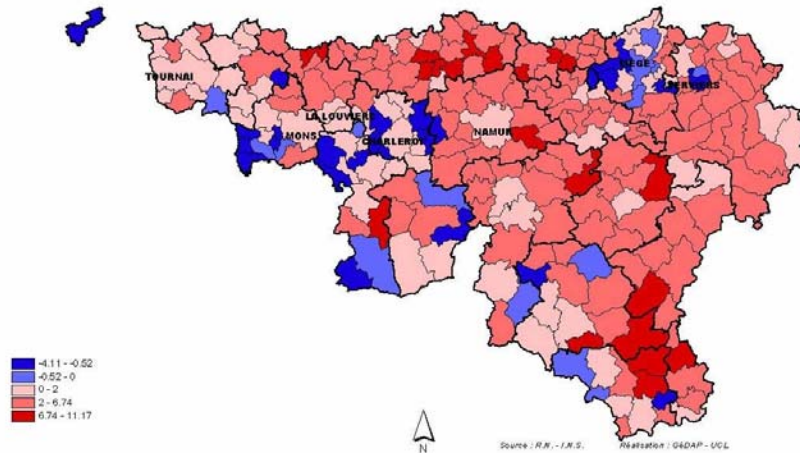 TOURNAI
LA LOUVIERE
MONS
CHARLEROI
NAMUR
LIEGE
VERVIERS
-4.11 - -0.52
-0.52 - 0
0 - 2
2 - 6.74
6.74 - 11.17
N
Source : R.N. - I.N.S.
Réalisation : GéDAP - UCL